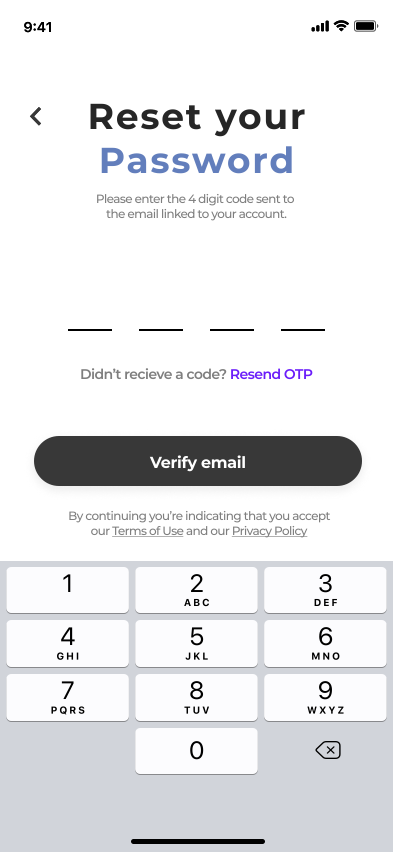 9:41
Reset your
Password
Please enter the 4 digit code sent to
the email linked to your account.
Didn’t recieve a code? Resend OTP
Verify email
By continuing you’re indicating that you accept
our Terms of Use and our Privacy Policy
1 2 3
ABC DEF
4 5 6
GHI JKL MNO
7 8 9
PQRS TUV WXYZ
0